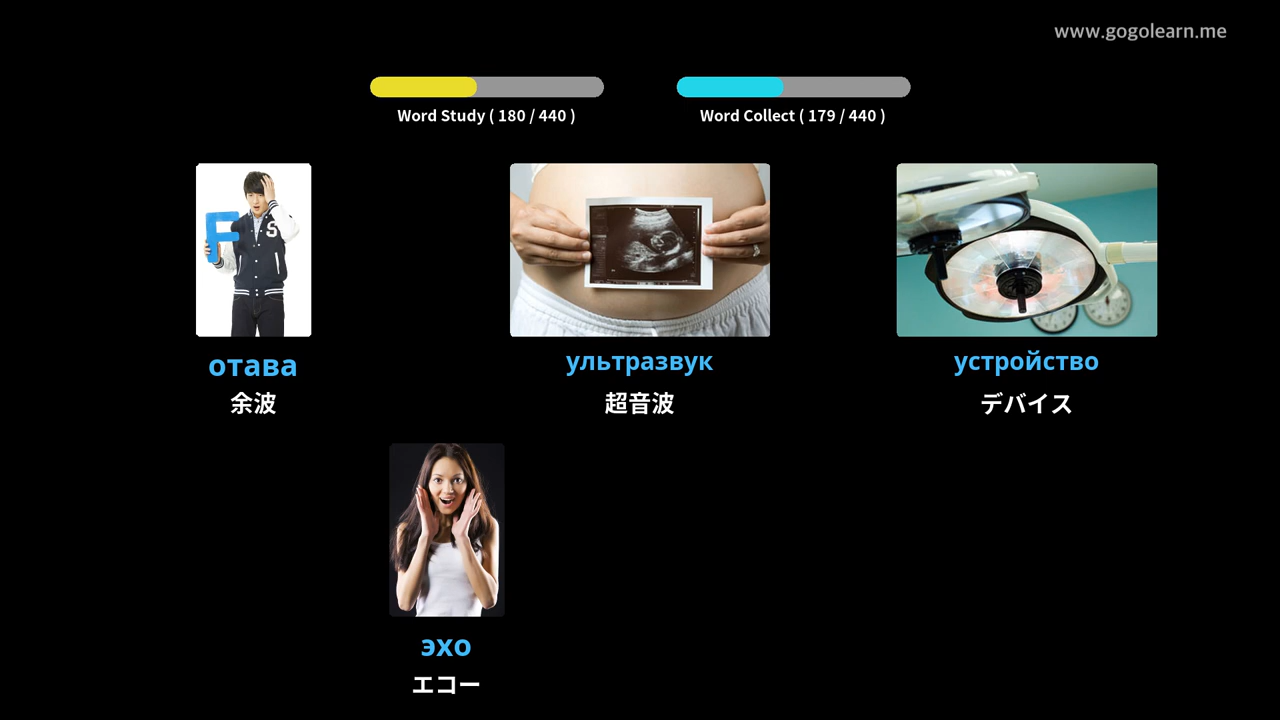 www.gogolearn.me
Word Study ( 180 / 440 )
Word Collect ( 179 / 440 )
F
S
отава
余波
ультразвук
超音波
устройство
デバイス
эхо
エコー